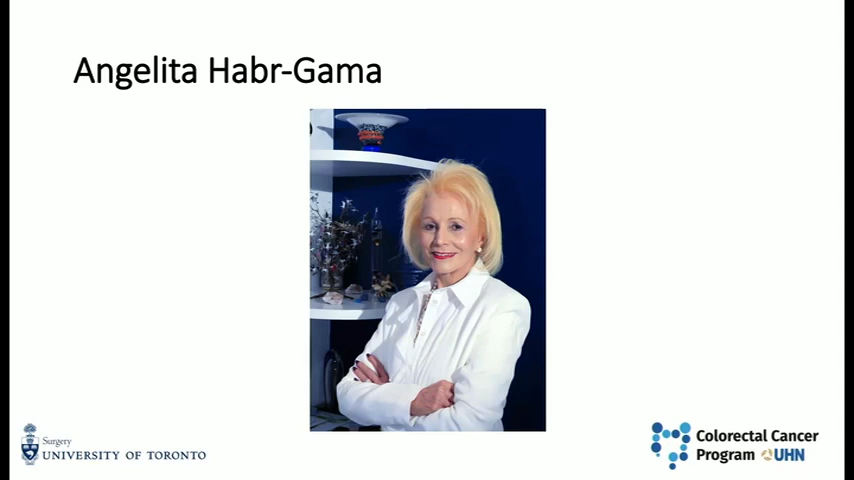 Angelita Habr-Gama
Surgery
UNIVERSITY OF TORONTO
Colorectal Cancer
Program UHN